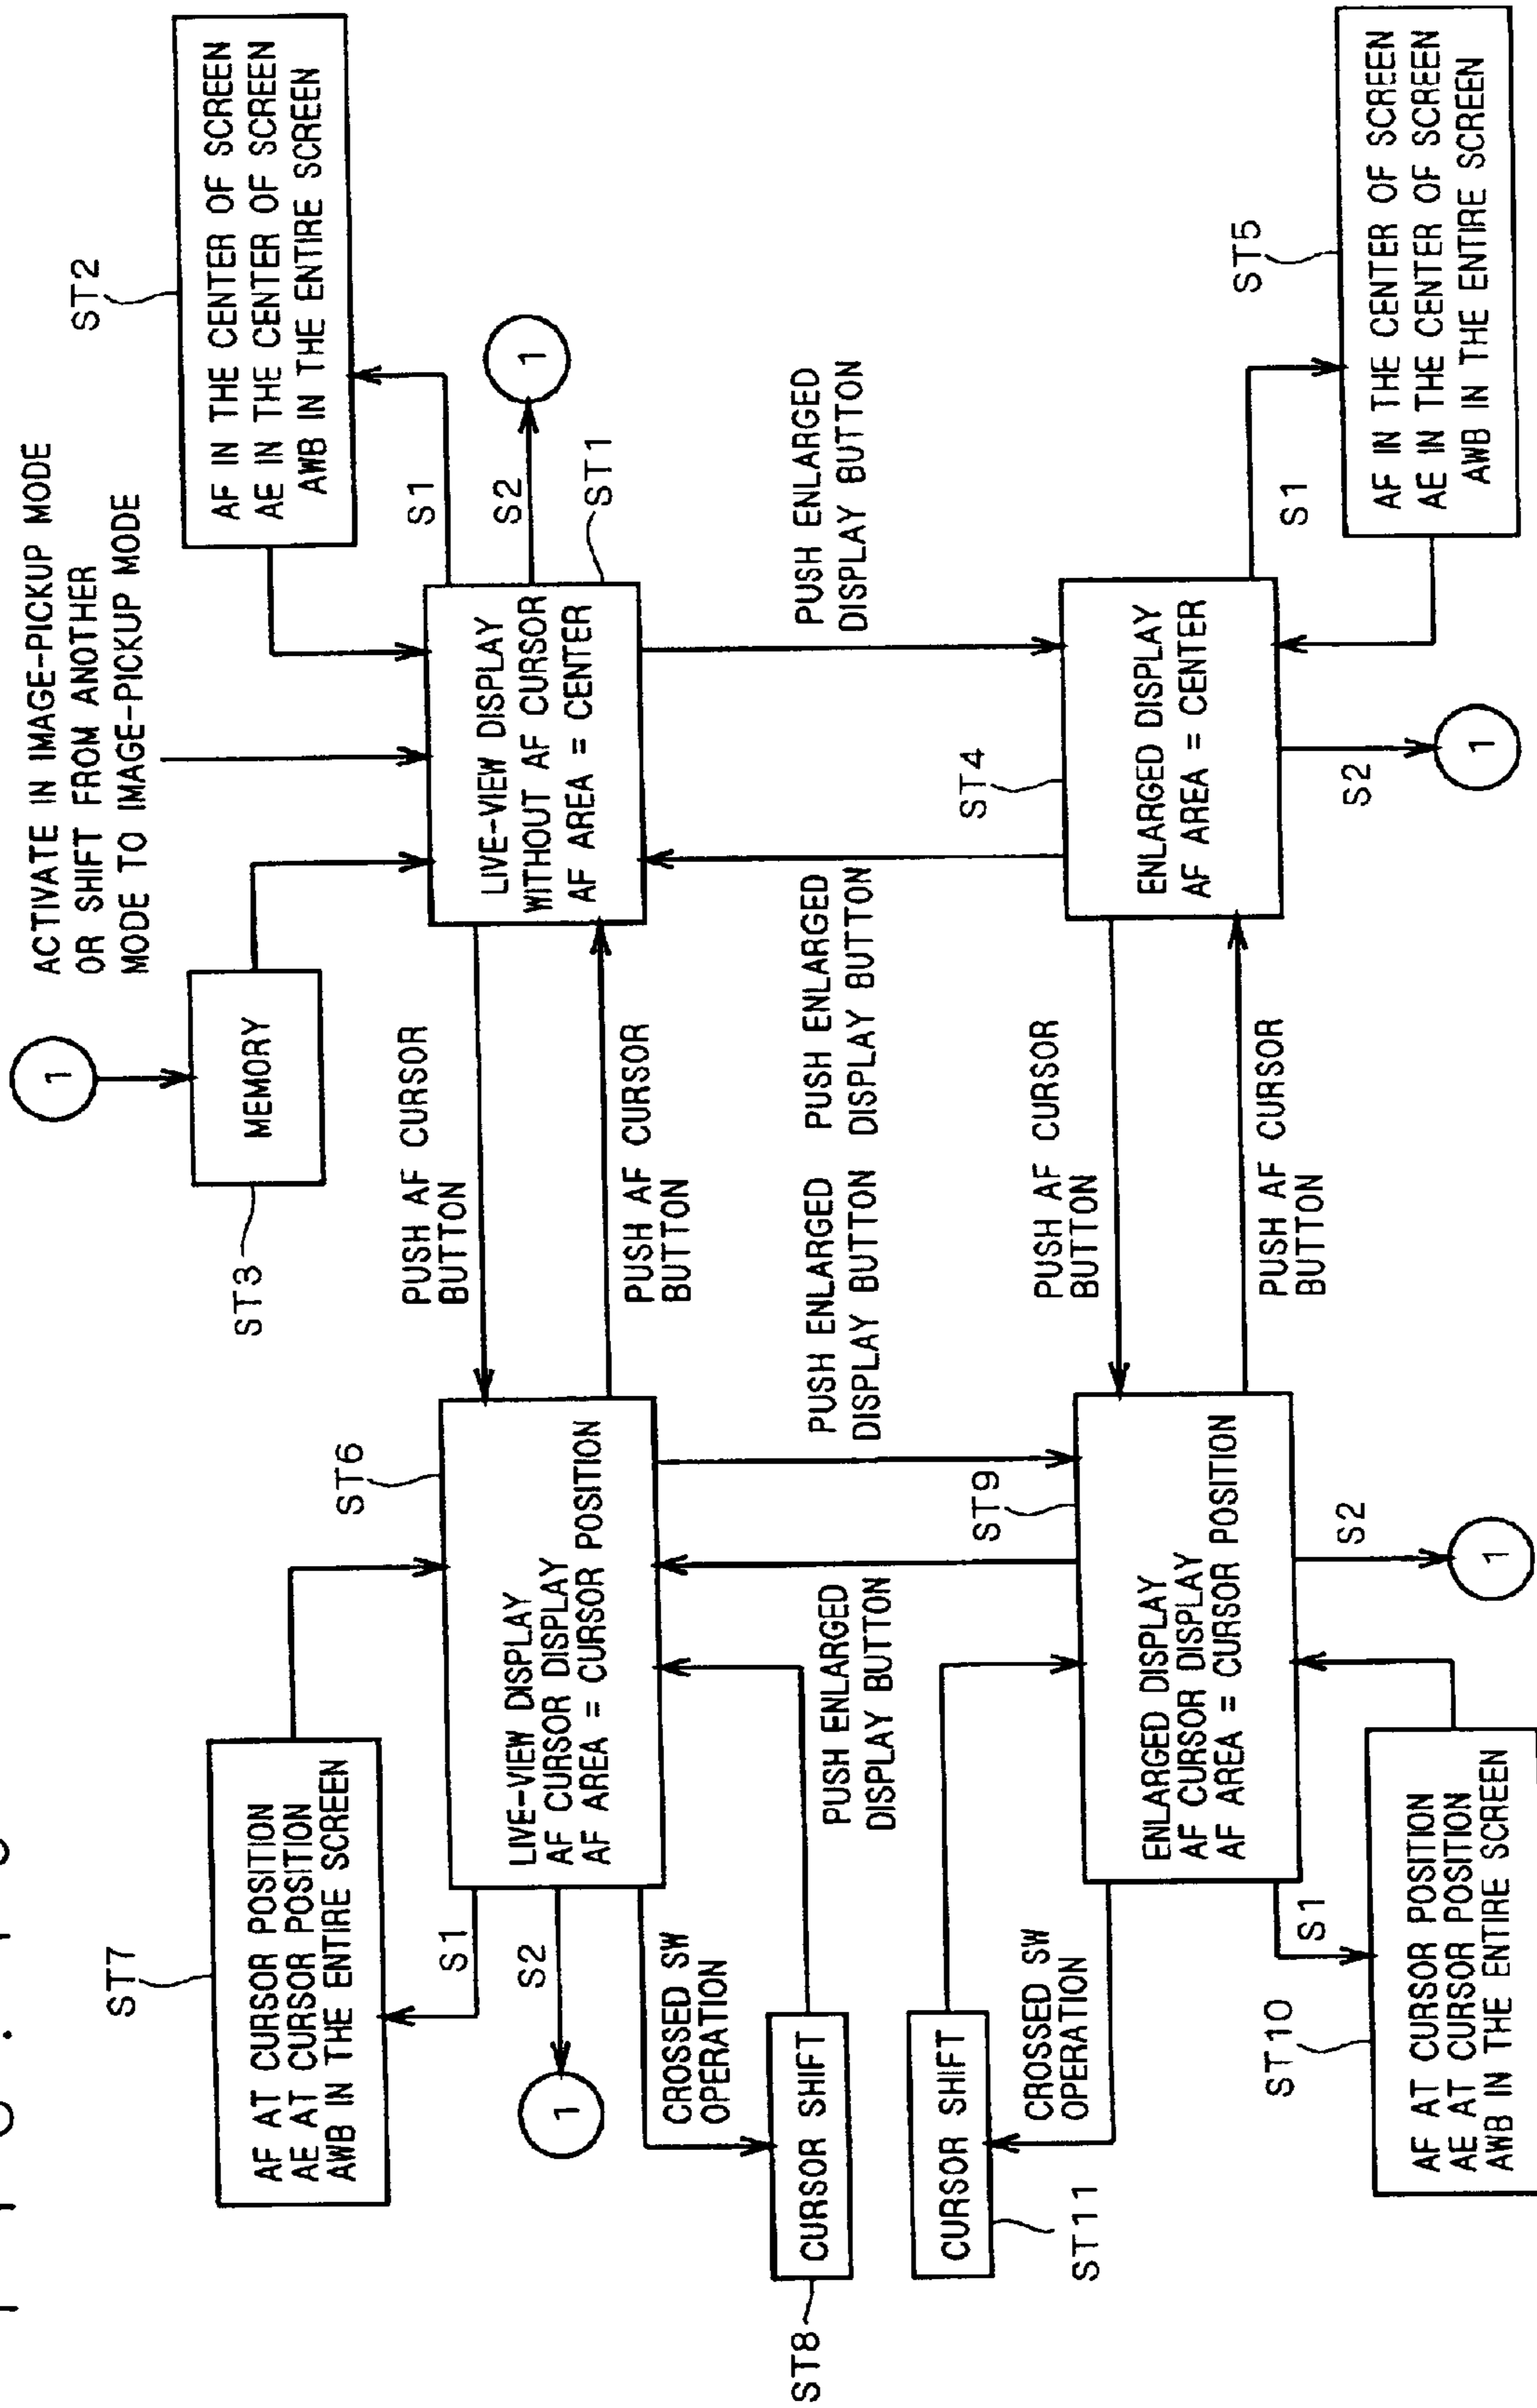 1
ACTIVATE IN IMAGE-PICKUP MODE
OR SHIFT FROM ANOTHER
MODE TO IMAGE-PICKUP MODE
ST7
AF AT CURSOR POSITION
AE AT CURSOR POSITION
AWB IN THE ENTIRE SCREEN
ST3
MEMORY
ST2
AF IN THE CENTER OF SCREEN
AE IN THE CENTER OF SCREEN
AWB IN THE ENTIRE SCREEN
S1
S2
1
ST6
LIVE-VIEW DISPLAY
AF CURSOR DISPLAY
AF AREA = CURSOR POSITION
PUSH AF CURSOR
BUTTON
PUSH AF CURSOR
BUTTON
LIVE-VIEW DISPLAY
WITHOUT AF CURSOR
AF AREA = CENTER
S1
S2
1
ST1
CROSSED SW
OPERATION
ST8
CURSOR SHIFT
PUSH ENLARGED
DISPLAY BUTTON
PUSH ENLARGED
DISPLAY BUTTON
PUSH ENLARGED
DISPLAY BUTTON
PUSH ENLARGED
DISPLAY BUTTON
CURSOR SHIFT
ST11
CROSSED SW
OPERATION
ST9
ENLARGED DISPLAY
AF CURSOR DISPLAY
AF AREA = CURSOR POSITION
PUSH AF CURSOR
BUTTON
PUSH AF CURSOR
BUTTON
ST4
ENLARGED DISPLAY
AF AREA = CENTER
ST10
S1
AF AT CURSOR POSITION
AE AT CURSOR POSITION
AWB IN THE ENTIRE SCREEN
S2
1
S2
1
S1
ST5
AF IN THE CENTER OF SCREEN
AE IN THE CENTER OF SCREEN
AWB IN THE ENTIRE SCREEN